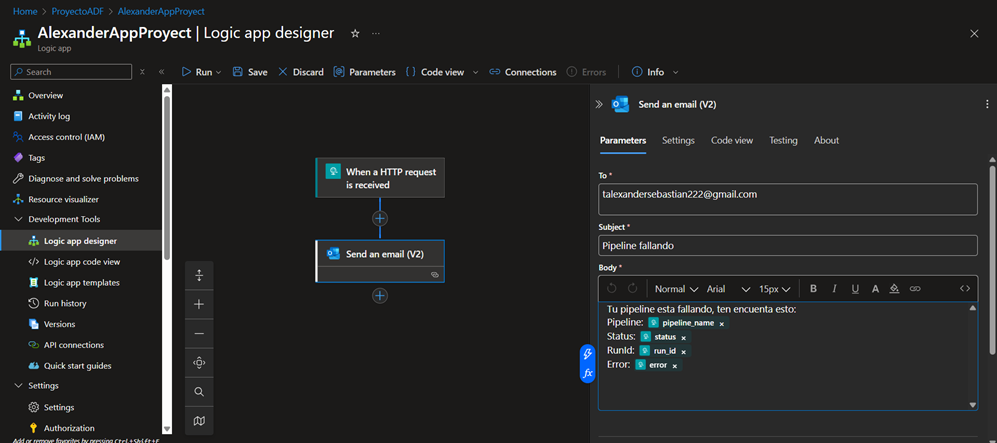 Home > ProyectoADF > AlexanderAppProyect
AlexanderAppProyect | Logic app designer
Logic app
Search
Run
Save
Discard
Parameters
Code view
Connections
Errors
Info
Overview
Activity log
Access control (IAM)
Tags
Diagnose and solve problems
Resource visualizer
Development Tools
Logic app designer
Logic app code view
Logic app templates
Run history
Versions
API connections
Quick start guides
Settings
Settings
Authorization
Add or remove favorites by pressing Ctrl+Shift+F
When a HTTP request
is received
Send an email (V2)
Send an email (V2)
Parameters Settings Code view Testing About
To *
talexandersebastian222@gmail.com
Subject *
Pipeline fallando
Body *
Normal Arial 15px B I U A
Tu pipeline esta fallando, ten encuenta esto:
Pipeline: pipeline_name ×
Status: status ×
RunId: run_id ×
Error: error ×
fx